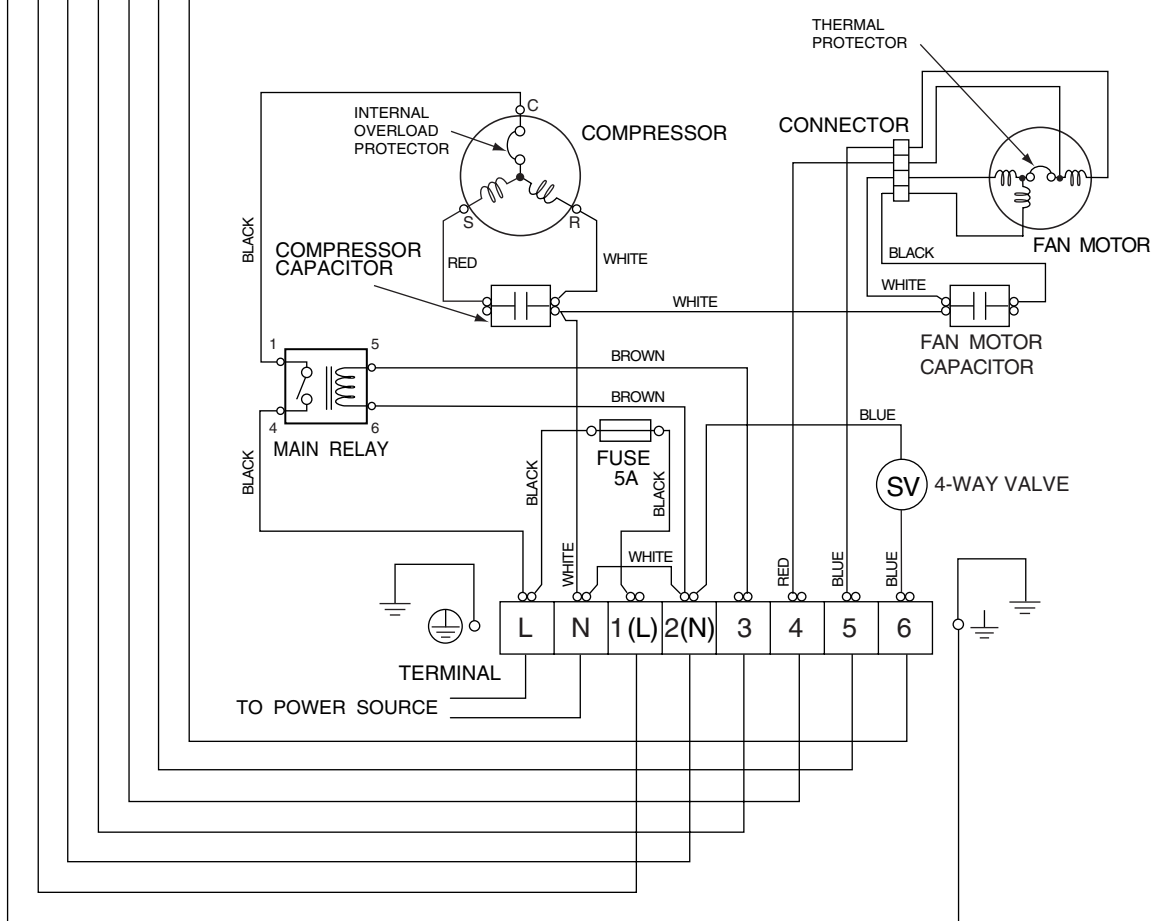 THERMAL
PROTECTOR
C
INTERNAL
OVERLOAD
PROTECTOR
COMPRESSOR
CONNECTOR
S
R
BLACK
COMPRESSOR
CAPACITOR
RED
WHITE
FAN MOTOR
BLACK
WHITE
WHITE
FAN MOTOR
CAPACITOR
1
5
BROWN
BROWN
BLUE
4
6
MAIN RELAY
BLACK
BLACK
FUSE
5A
BLACK
SV
4-WAY VALVE
WHITE
WHITE
RED
BLUE
BLUE
L
N
1(L)
2(N)
3
4
5
6
TERMINAL
TO POWER SOURCE